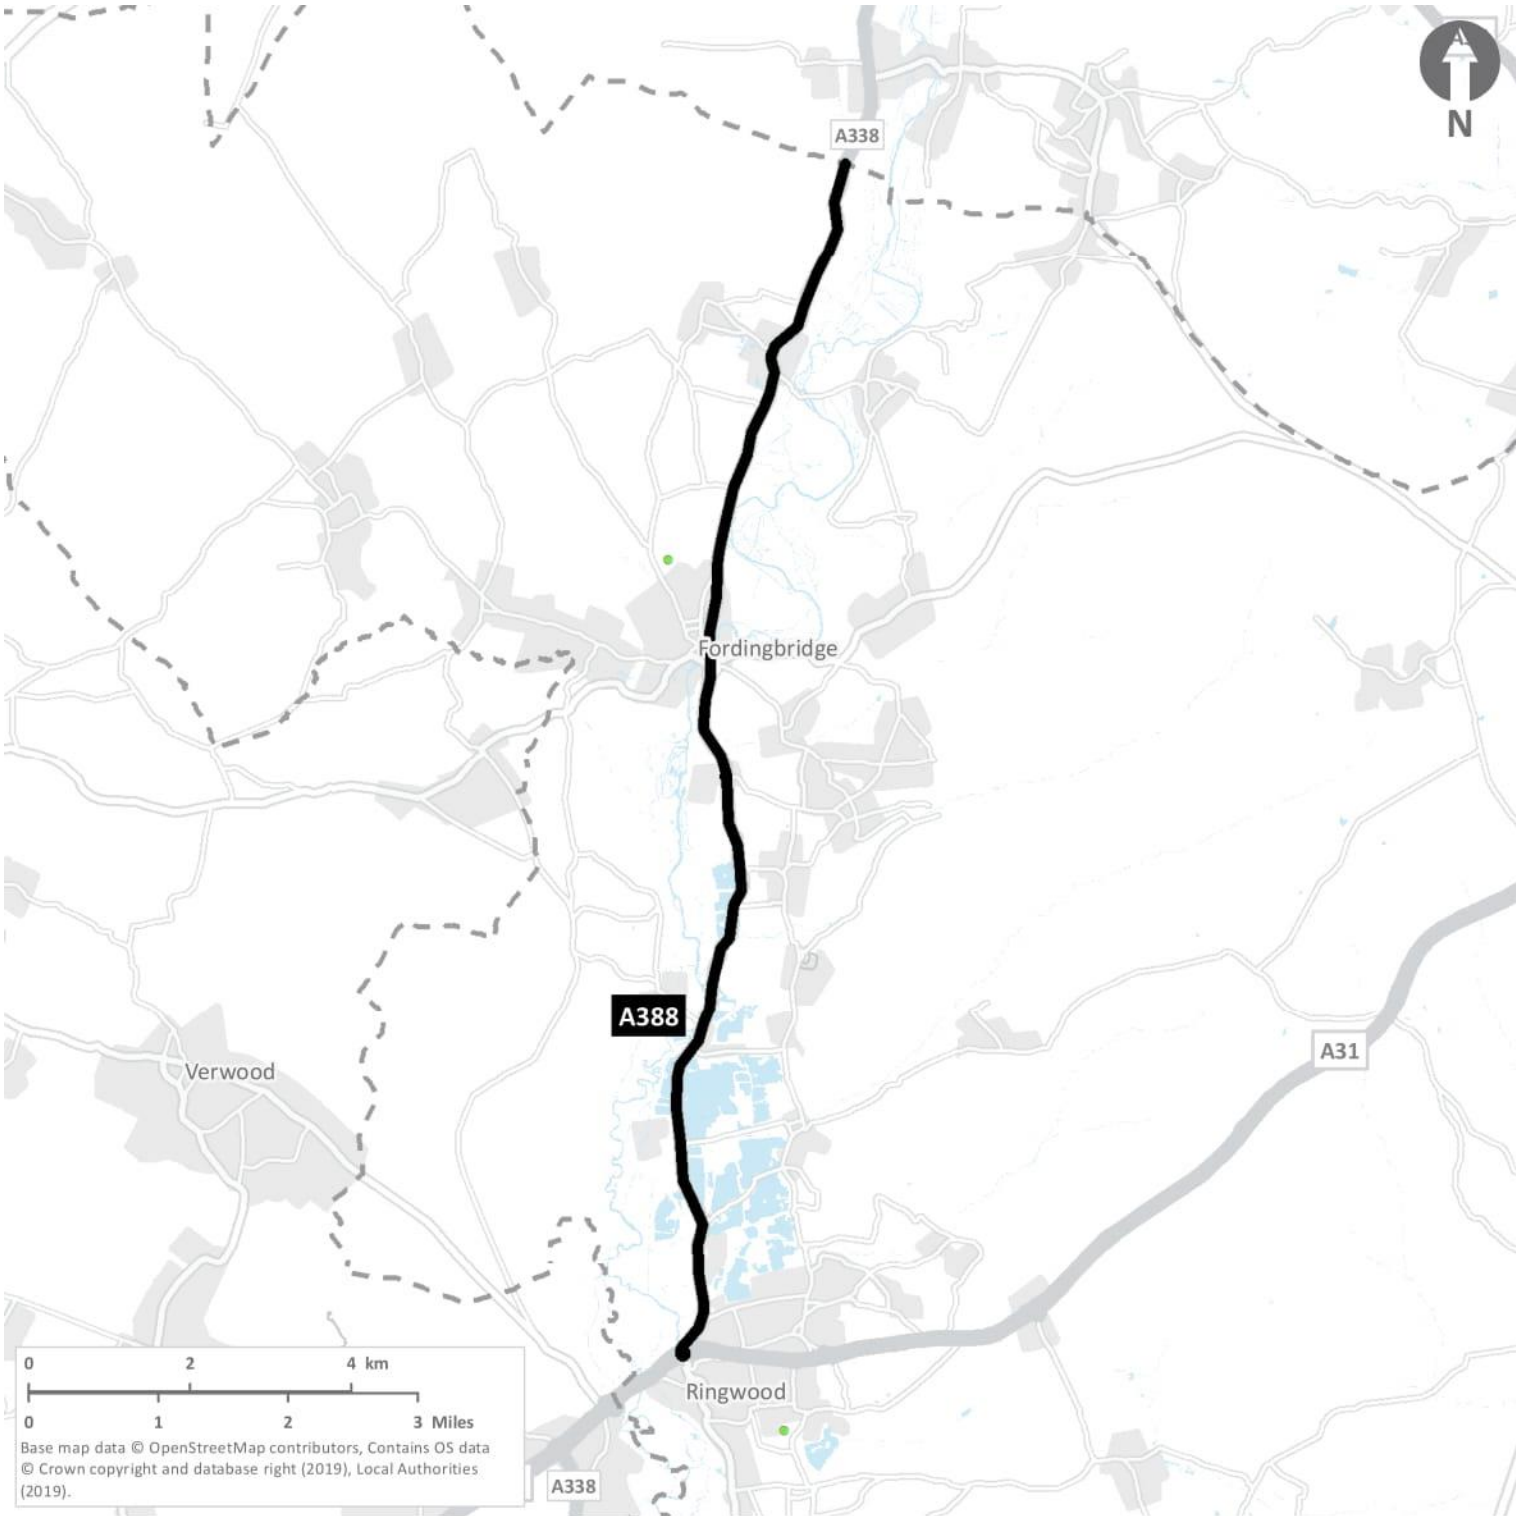 A338
N
Fordingbridge
A388
Verwood
A31
0 2 4 km
0 1 2 3 Miles
Ringwood
Base map data © OpenStreetMap contributors, Contains OS data
© Crown copyright and database right (2019), Local Authorities
(2019).
A338